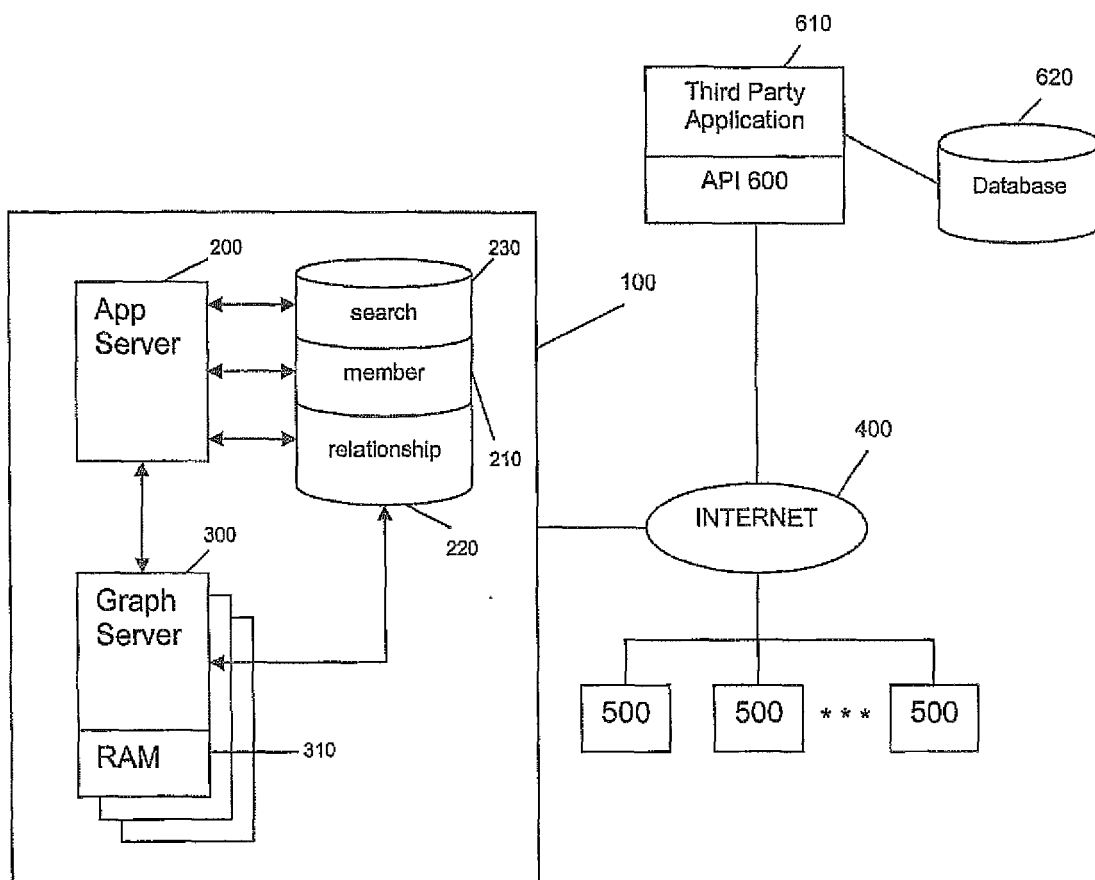 610
Third Party
Application
API 600
620
Database
200
App
Server
230
search
member
relationship
210
220
100
400
INTERNET
300
Graph
Server
RAM
310
500
500
* * *
500